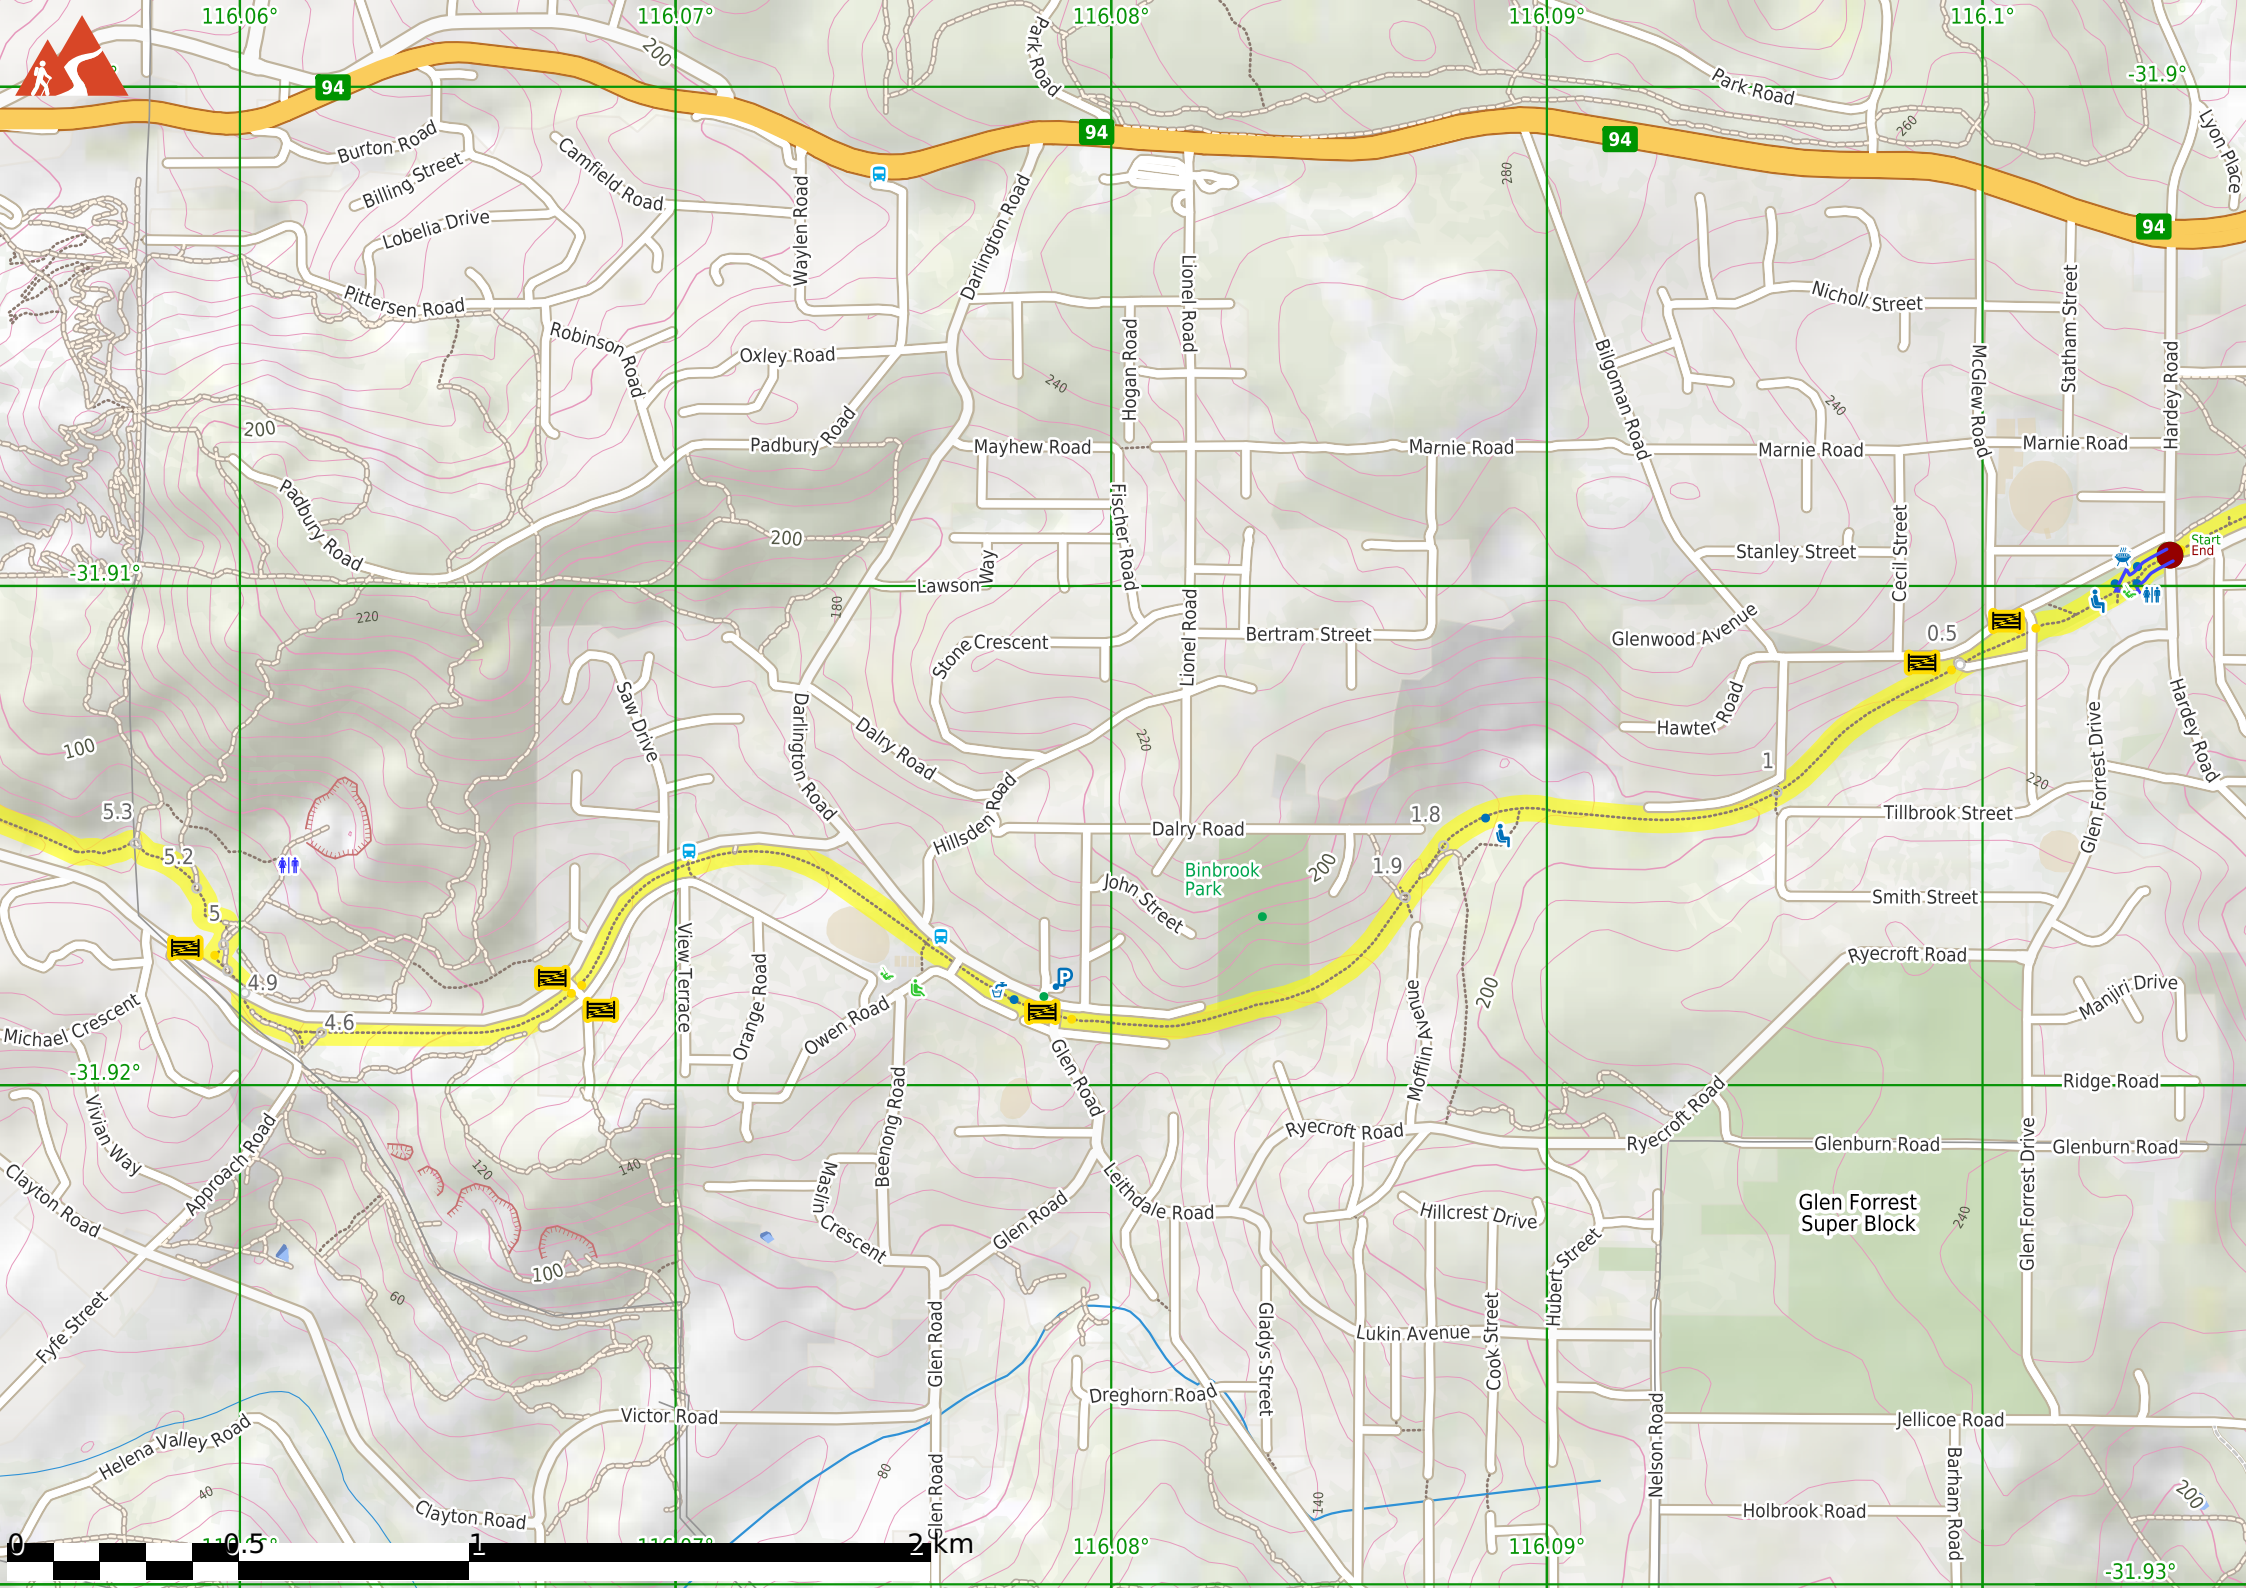 116.06°
116.07°
116.08°
116.09°
116.1°
-31.9°
200
Park Road
Park Road
94
94
94
94
Lyon Place
260
280
Burton Road
Billing Street
Camfield Road
Lobelia Drive
Waylen Road
Darlington Road
Lionel Road
Pittersen Road
Robinson Road
Oxley Road
Hogan Road
240
Nicholl Street
Statham Street
Bilgoman Road
McGlew Road
Hardey Road
240
200
Padbury Road
Mayhew Road
Marnie Road
Marnie Road
Marnie Road
Padbury Road
Fischer Road
200
Stanley Street
Cecil Street
Start
End
-31.91°
Lawson Way
180
220
Stone Crescent
Lionel Road
Bertram Street
Glenwood Avenue
0.5
Saw Drive
Darlington Road
Dalry Road
220
Hawter Road
Hardey Road
100
1
220
Glen Forrest Drive
Hillsden Road
5.3
1.8
Dalry Road
Tillbrook Street
5.2
Binbrook
Park
200
1.9
John Street
Smith Street
5
View Terrace
Orange Road
Ryecroft Road
4.9
200
Manijri Drive
Michael Crescent
4.6
Owen Road
Mofflin Avenue
Glen Road
-31.92°
Ridge Road
Vivian Way
Approach Road
Beenong Road
Ryecroft Road
Ryecroft Road
Glenburn Road
Glenburn Road
Clayton Road
120
140
Maslin Crescent
Leithdale Road
Hillcrest Drive
Glen Forrest
Super Block
240
Glen Forrest Drive
Glen Road
Hubert Street
100
60
Fyfe Street
Glen Road
Gladys Street
Lukin Avenue
Cook Street
Dreghorn Road
Nelson Road
Victor Road
Jellicoe Road
Helena Valley Road
80
40
Glen Road
140
Barham Road
200
Clayton Road
Holbrook Road
0
0.5
1
2 km
116.07°
116.08°
116.09°
-31.93°